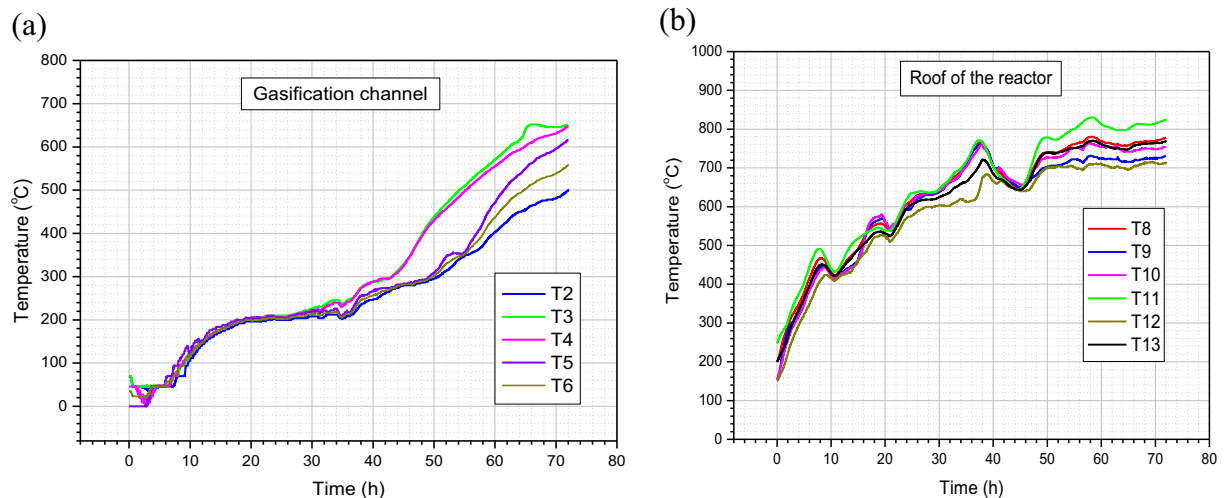 (a)
800
700
600
500
400
300
200
100
0
Temperature (°C)
Gasification channel
T2
T3
T4
T5
T6
0 10 20 30 40 50 60 70 80
Time (h)
(b)
1000
900
800
700
600
500
400
300
200
100
0
Temperature (°C)
Roof of the reactor
T8
T9
T10
T11
T12
T13
0 10 20 30 40 50 60 70 80
Time (h)